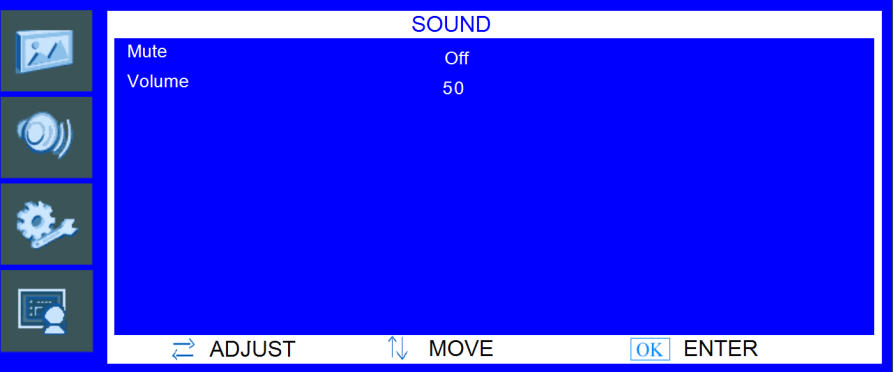 SOUND
Mute Off
Volume 50
ADJUST MOVE OK ENTER